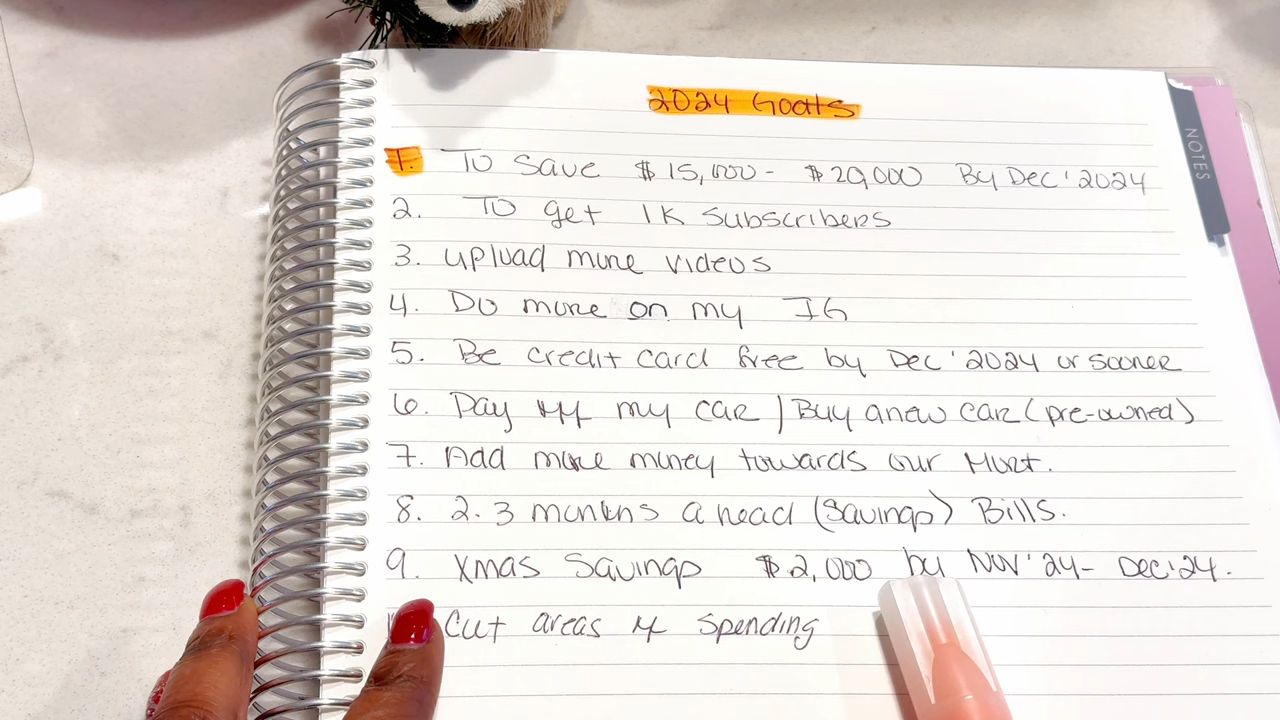 2024 Goals
1. To save $15,000 - $20,000 By Dec '2024
2. To get 1K subscribers
3. upload more videos
4. Do more on my IG
5. Be credit card free by Dec '2024 or sooner
6. Pay off my car / Buy a new car (pre-owned)
7. Add more money towards our Mort.
8. 2-3 months ahead (savings) Bills.
9. Xmas Savings $2,000 by Nov '24 - Dec '24.
Cut areas of spending
NOTES